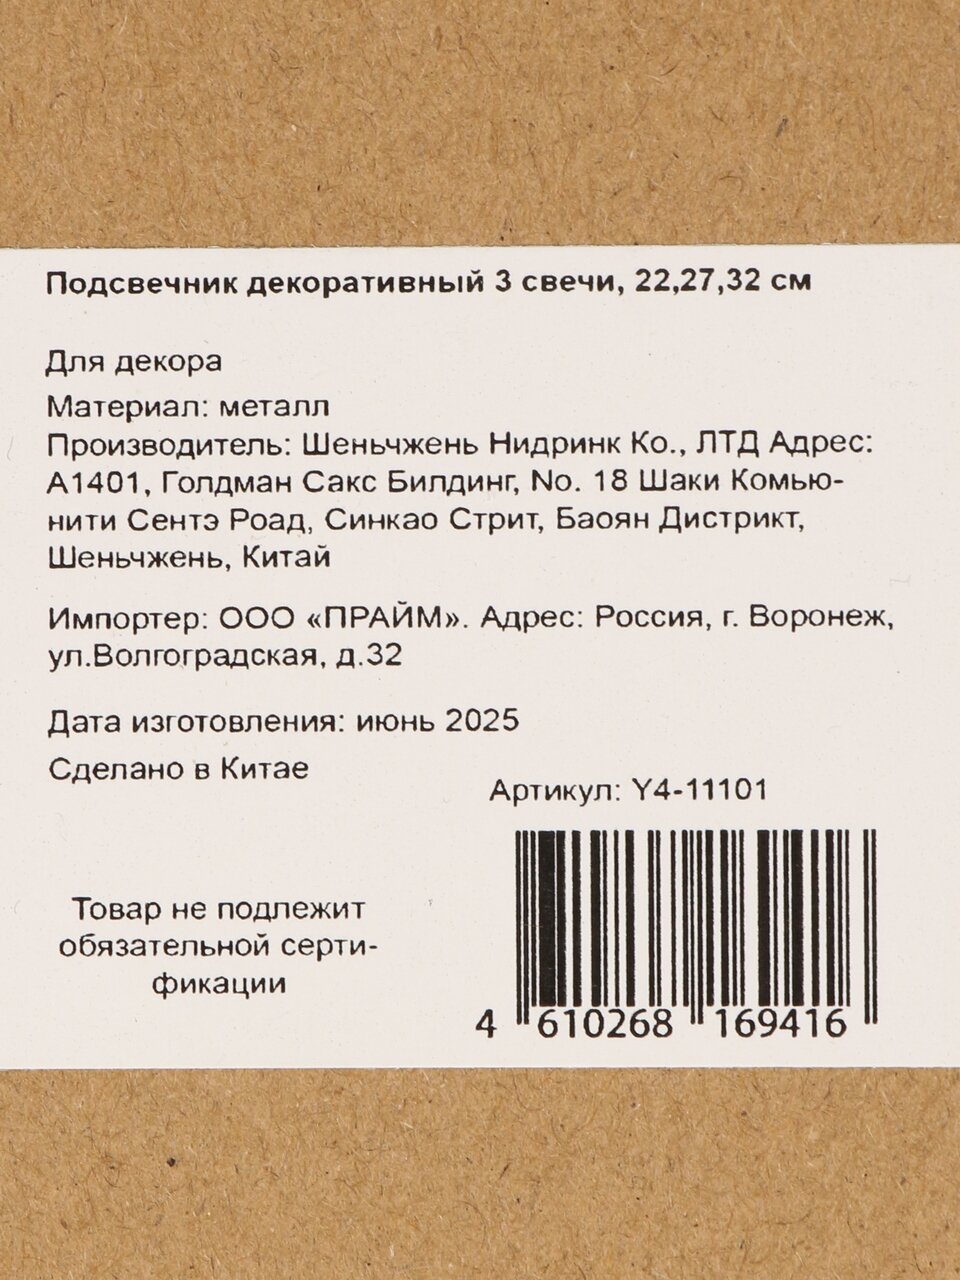 Подсвечник декоративный 3 свечи, 22,27,32 см
Для декора
Материал: металл
Производитель: Шеньчжень Нидринк Ко., ЛТД Адрес:
А1401, Голдман Сакс Билдинг, No. 18 Шаки Комью-
нити Сентэ Роад, Синкао Стрит, Баоян Дистрикт,
Шеньчжень, Китай
Импортер: ООО «ПРАЙМ». Адрес: Россия, г. Воронеж,
ул.Волгоградская, д.32
Дата изготовления: июнь 2025
Сделано в Китае
Артикул: Y4-11101
Товар не подлежит
обязательной серти-
фикации
4 610268 169416